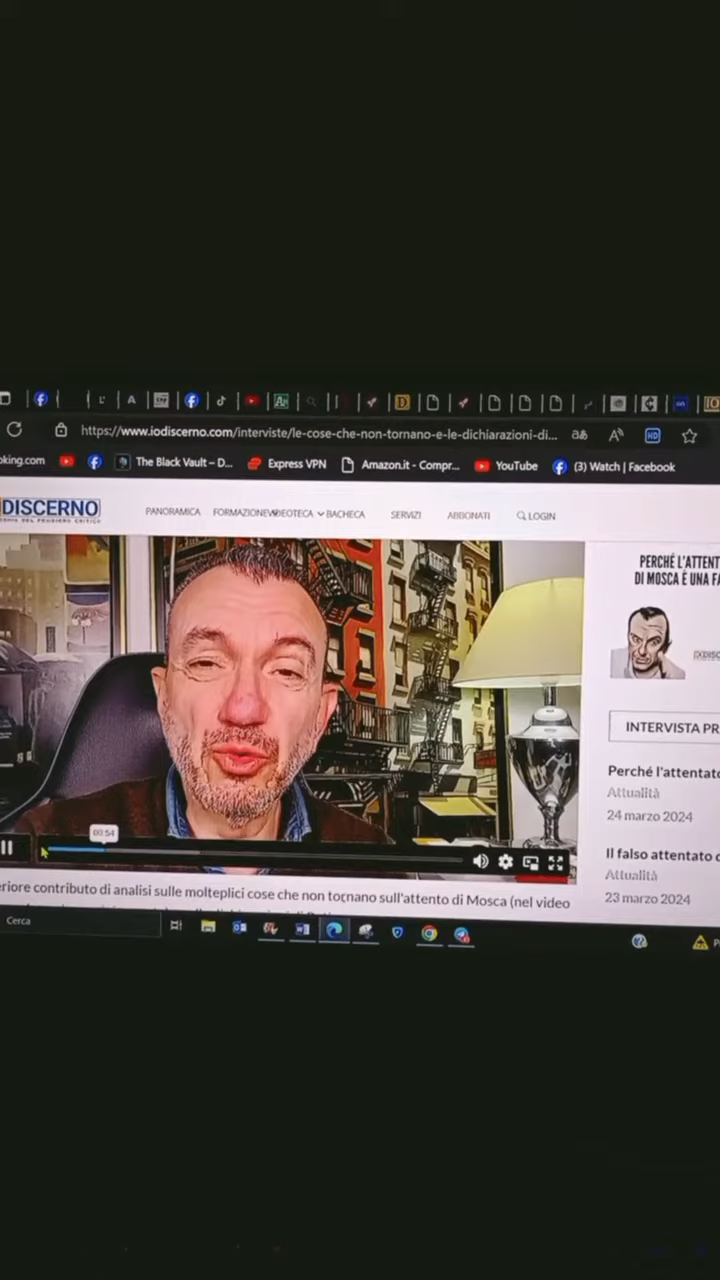 https://www.iodiscerno.com/interviste/le-cose-che-non-tornano-e-le-dichiarazioni-di...
oking.com
The Black Vault – D...
Express VPN
Amazon.it - Compr...
YouTube
(3) Watch | Facebook
DISCERNO
PANORAMICA
FORMAZIONE
BACHECA
SERVIZI
ABBONATI
LOGIN
PERCHÉ L'ATTENT
DI MOSCA È UNA FA
00:54
INTERVISTA PR
Perché l'attentato
Attualità
24 marzo 2024
Il falso attentato
Attualità
23 marzo 2024
eriore contributo di analisi sulle molteplici cose che non tornano sull'attento di Mosca (nel video
Cerca